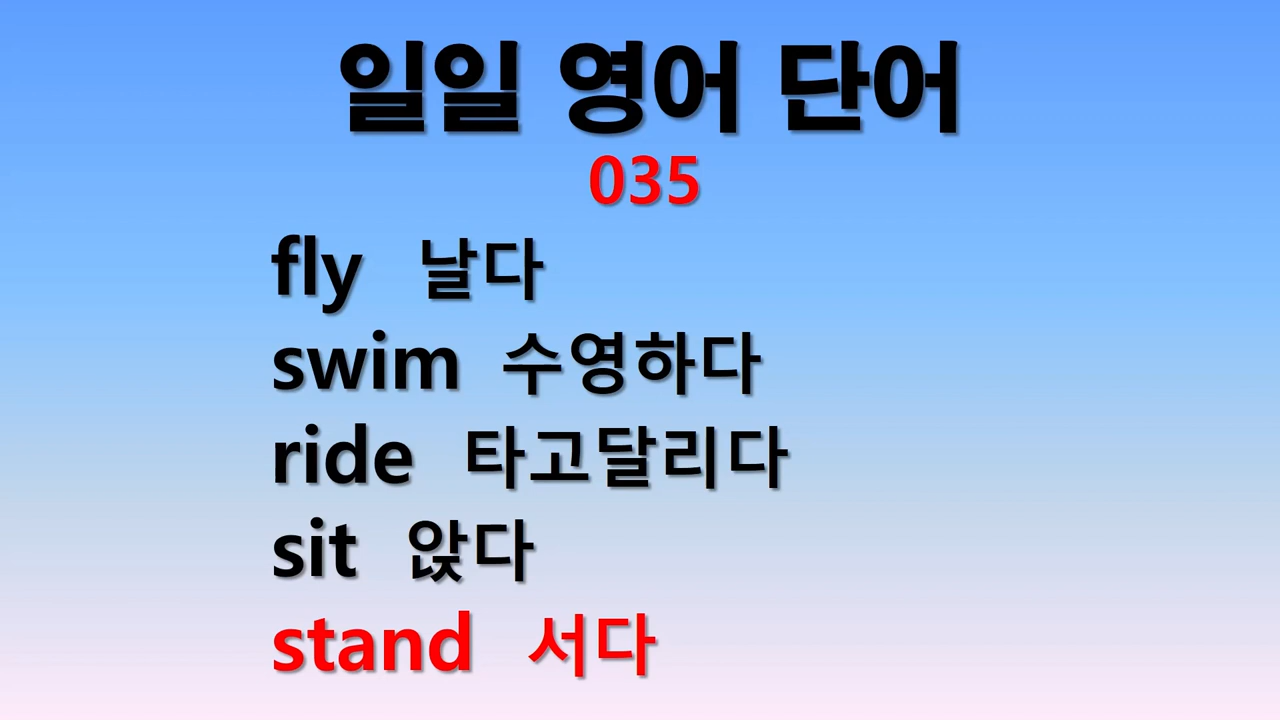 일일 영어 단어
035
fly 날다
swim 수영하다
ride 타고달리다
sit 앉다
stand 서다